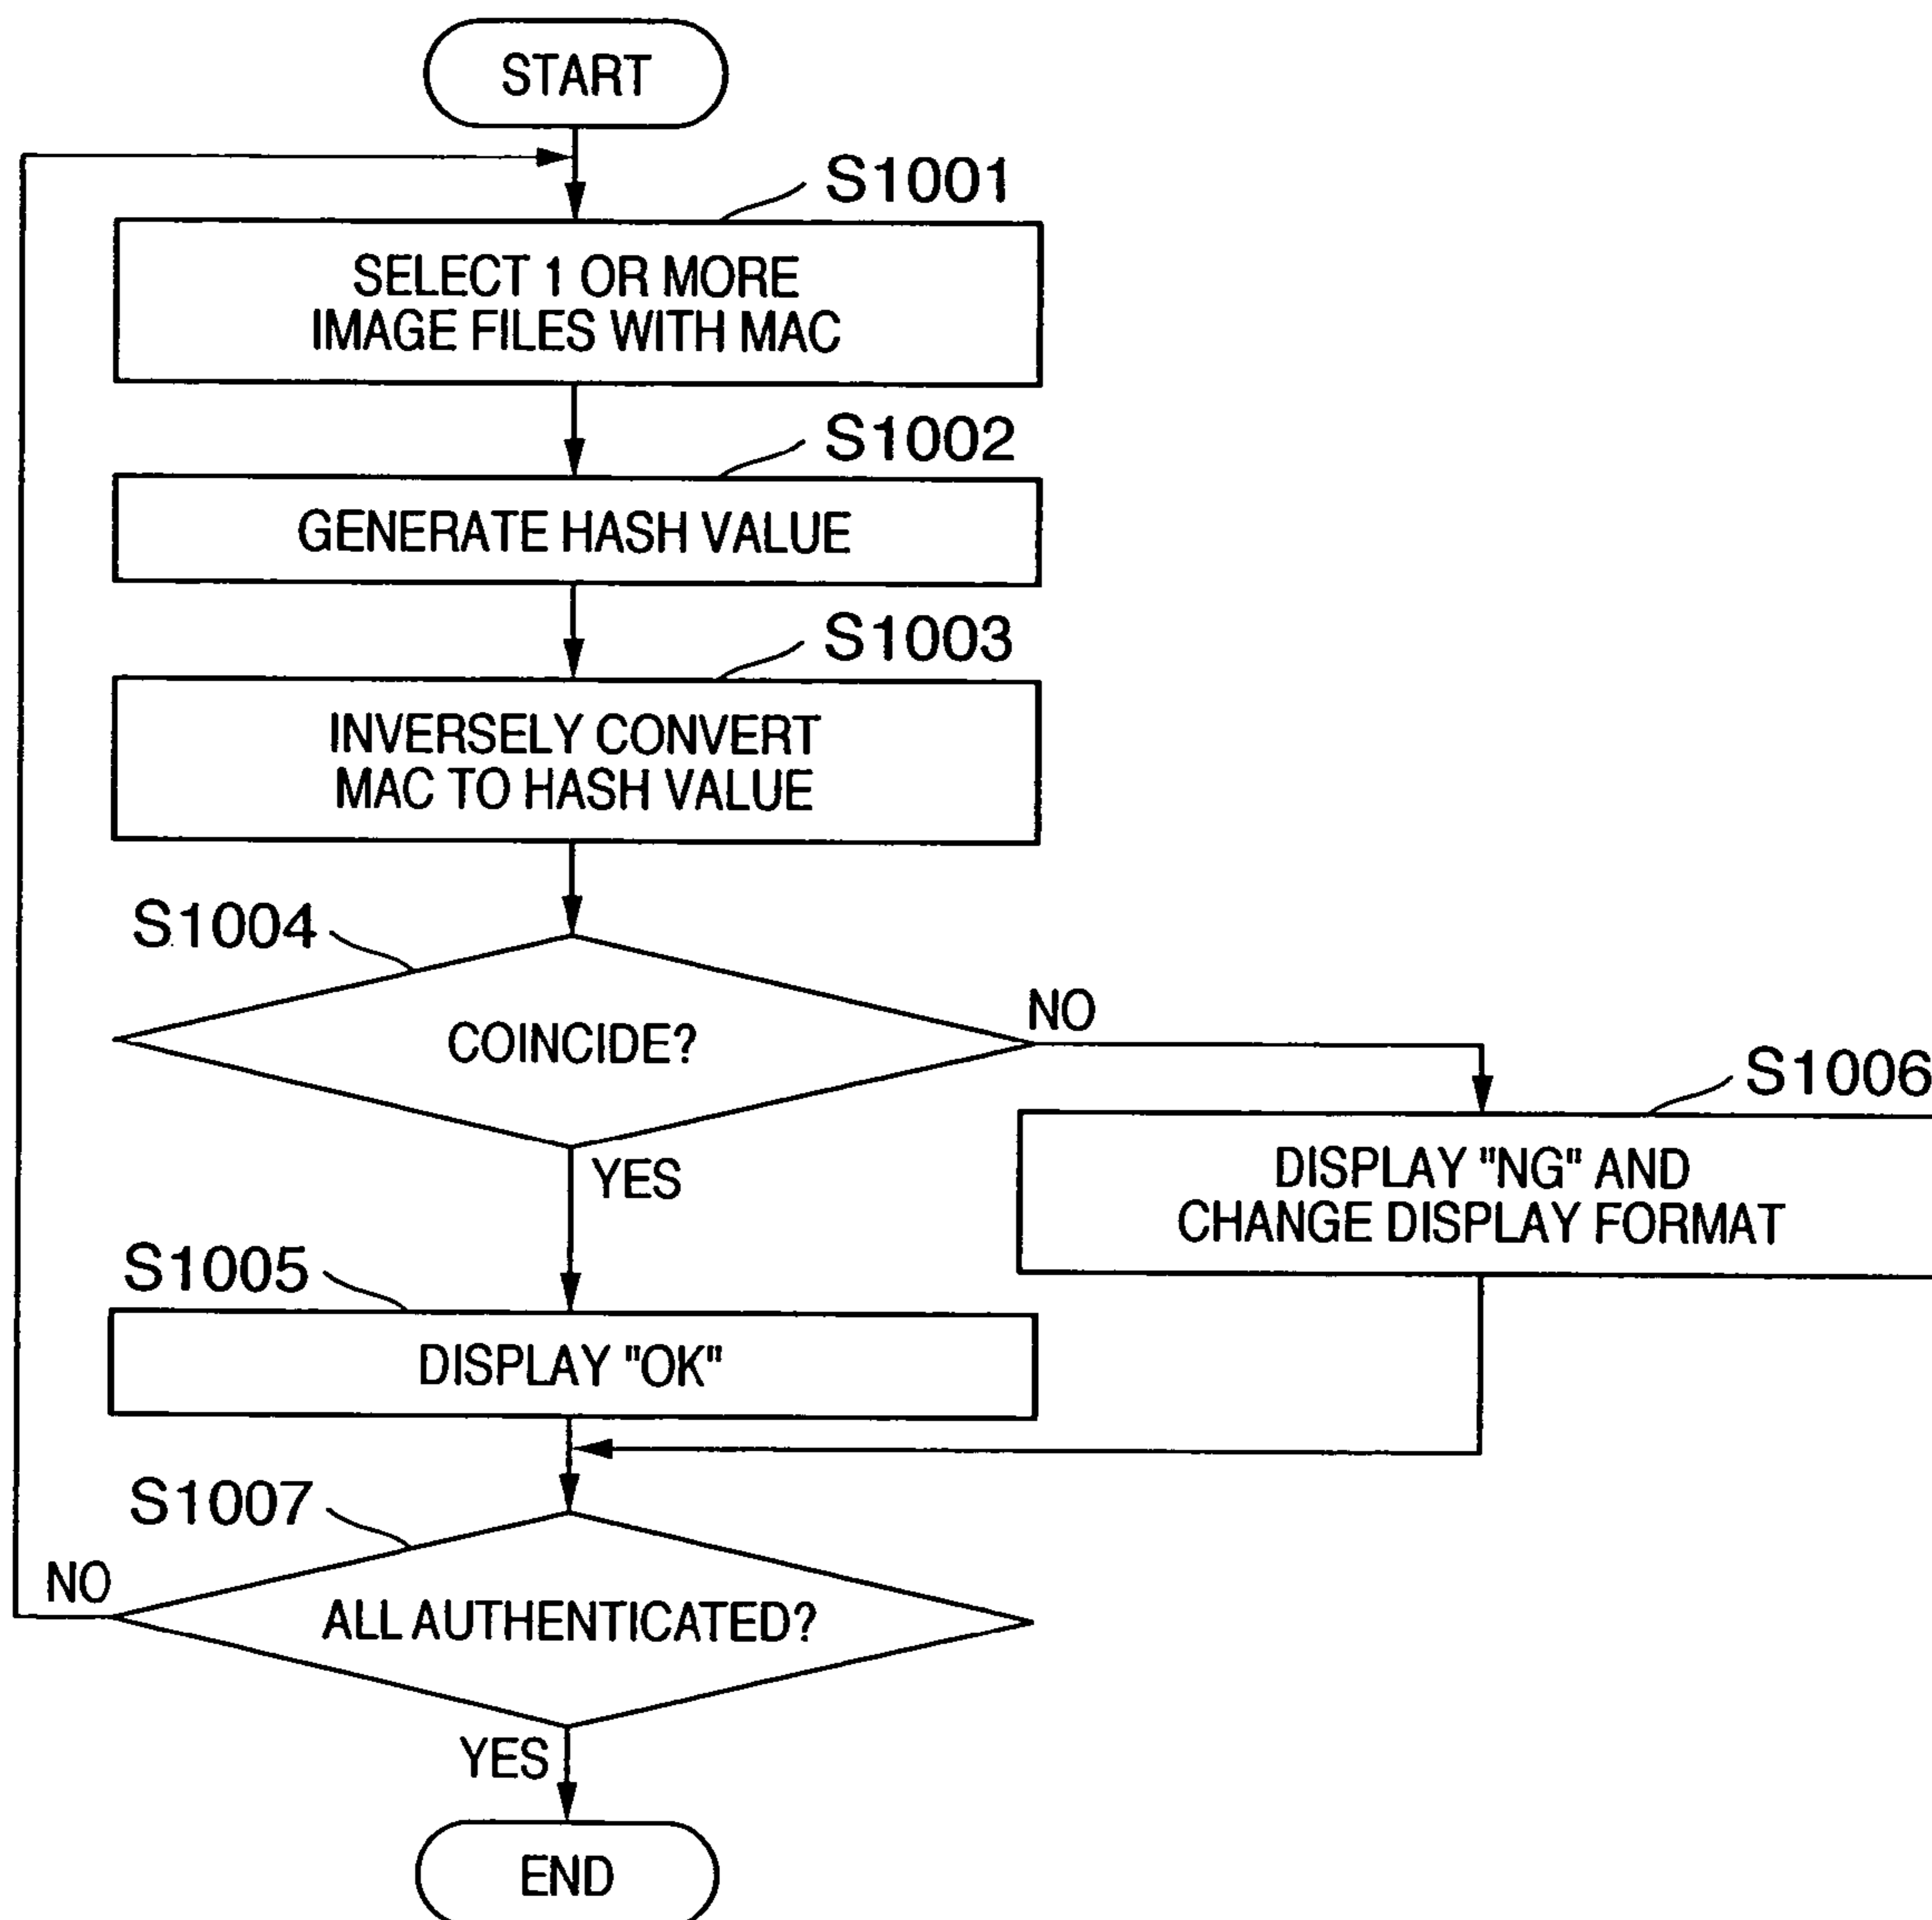 START
S1001
SELECT 1 OR MORE
IMAGE FILES WITH MAC
S1002
GENERATE HASH VALUE
S1003
INVERSELY CONVERT
MAC TO HASH VALUE
S1004
COINCIDE?
NO
YES
S1006
DISPLAY "NG" AND
CHANGE DISPLAY FORMAT
S1005
DISPLAY "OK"
S1007
NO
ALL AUTHENTICATED?
YES
END